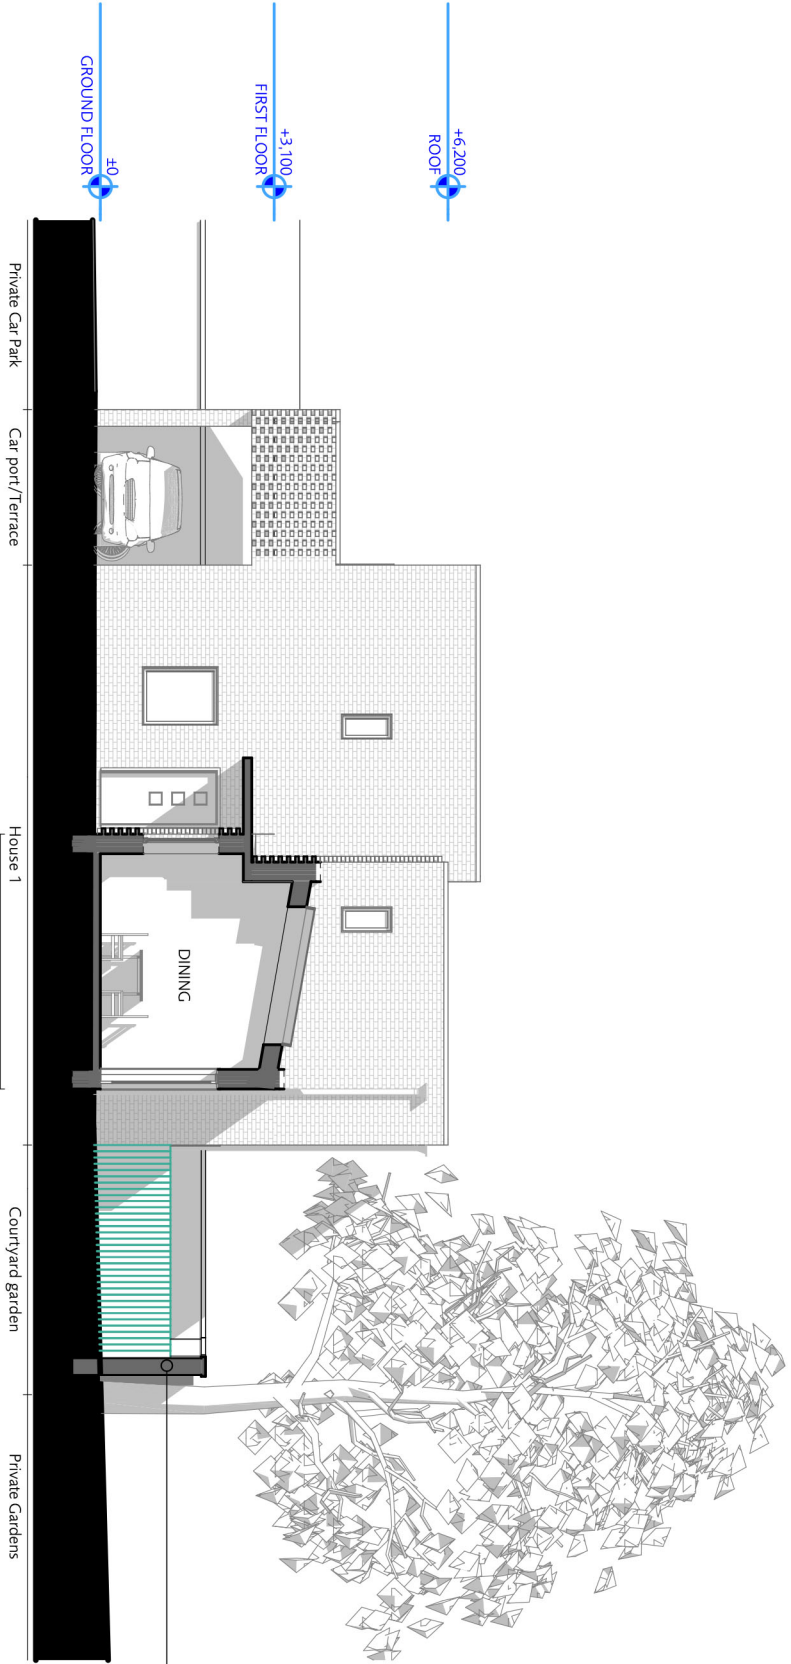 +6,200
ROOF
+3,100
FIRST FLOOR
±0
GROUND FLOOR
DINING
Private Car Park
Car port/Terrace
House 1
Courtyard garden
Private Gardens